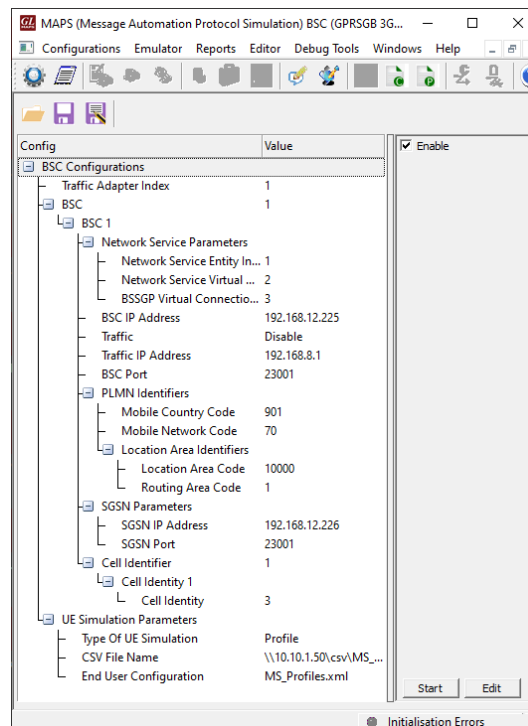 GL MAPS (Message Automation Protocol Simulation) BSC (GPRSGB 3G...
Configurations Emulator Reports Editor Debug Tools Windows Help
Config Value
Enable
BSC Configurations
Traffic Adapter Index 1
BSC 1
BSC 1
Network Service Parameters
Network Service Entity In... 1
Network Service Virtual ... 2
BSSGP Virtual Connectio... 3
BSC IP Address 192.168.12.225
Traffic Disable
Traffic IP Address 192.168.8.1
BSC Port 23001
PLMN Identifiers
Mobile Country Code 901
Mobile Network Code 70
Location Area Identifiers
Location Area Code 10000
Routing Area Code 1
SGSN Parameters
SGSN IP Address 192.168.12.226
SGSN Port 23001
Cell Identifier 1
Cell Identity 1
Cell Identity 3
UE Simulation Parameters
Type Of UE Simulation Profile
CSV File Name \\10.10.1.50\csv\MS_...
End User Configuration MS_Profiles.xml
Start Edit
Initialisation Errors